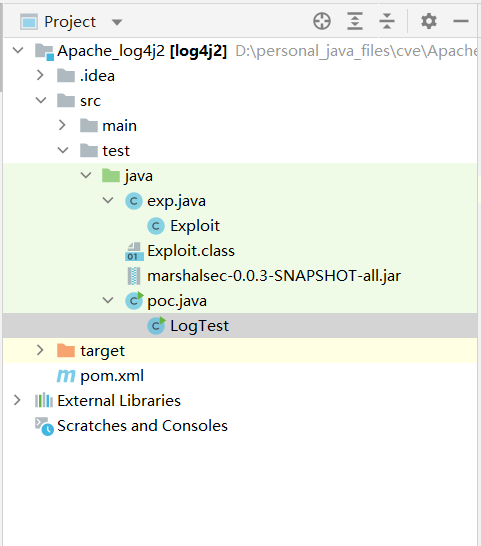 Project
Apache_log4j2 [log4j2] D:\personal_java_files\cve\Apache
.idea
src
main
test
java
exp.java
Exploit
01 Exploit.class
marshalsec-0.0.3-SNAPSHOT-all.jar
poc.java
LogTest
target
pom.xml
External Libraries
Scratches and Consoles